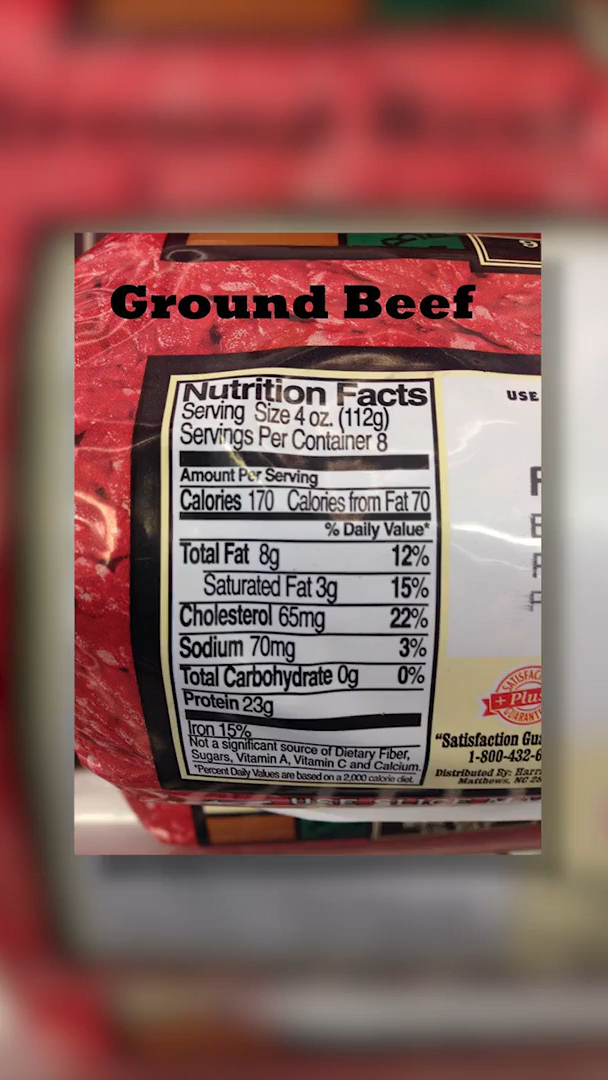 Ground Beef
Nutrition Facts
Serving Size 4 oz. (112g)
Servings Per Container 8
Amount Per Serving
Calories 170 Calories from Fat 70
% Daily Value*
Total Fat 8g 12%
Saturated Fat 3g 15%
Cholesterol 65mg 22%
Sodium 70mg 3%
Total Carbohydrate 0g 0%
Protein 23g
Iron 15%
Not a significant source of Dietary Fiber,
Sugars, Vitamin A, Vitamin C and Calcium.
*Percent Daily Values are based on a 2,000 calorie diet.
USE
+ Plus
"Satisfaction Gua
1-800-432-6
Distributed By: Harr
Matthews, NC 28